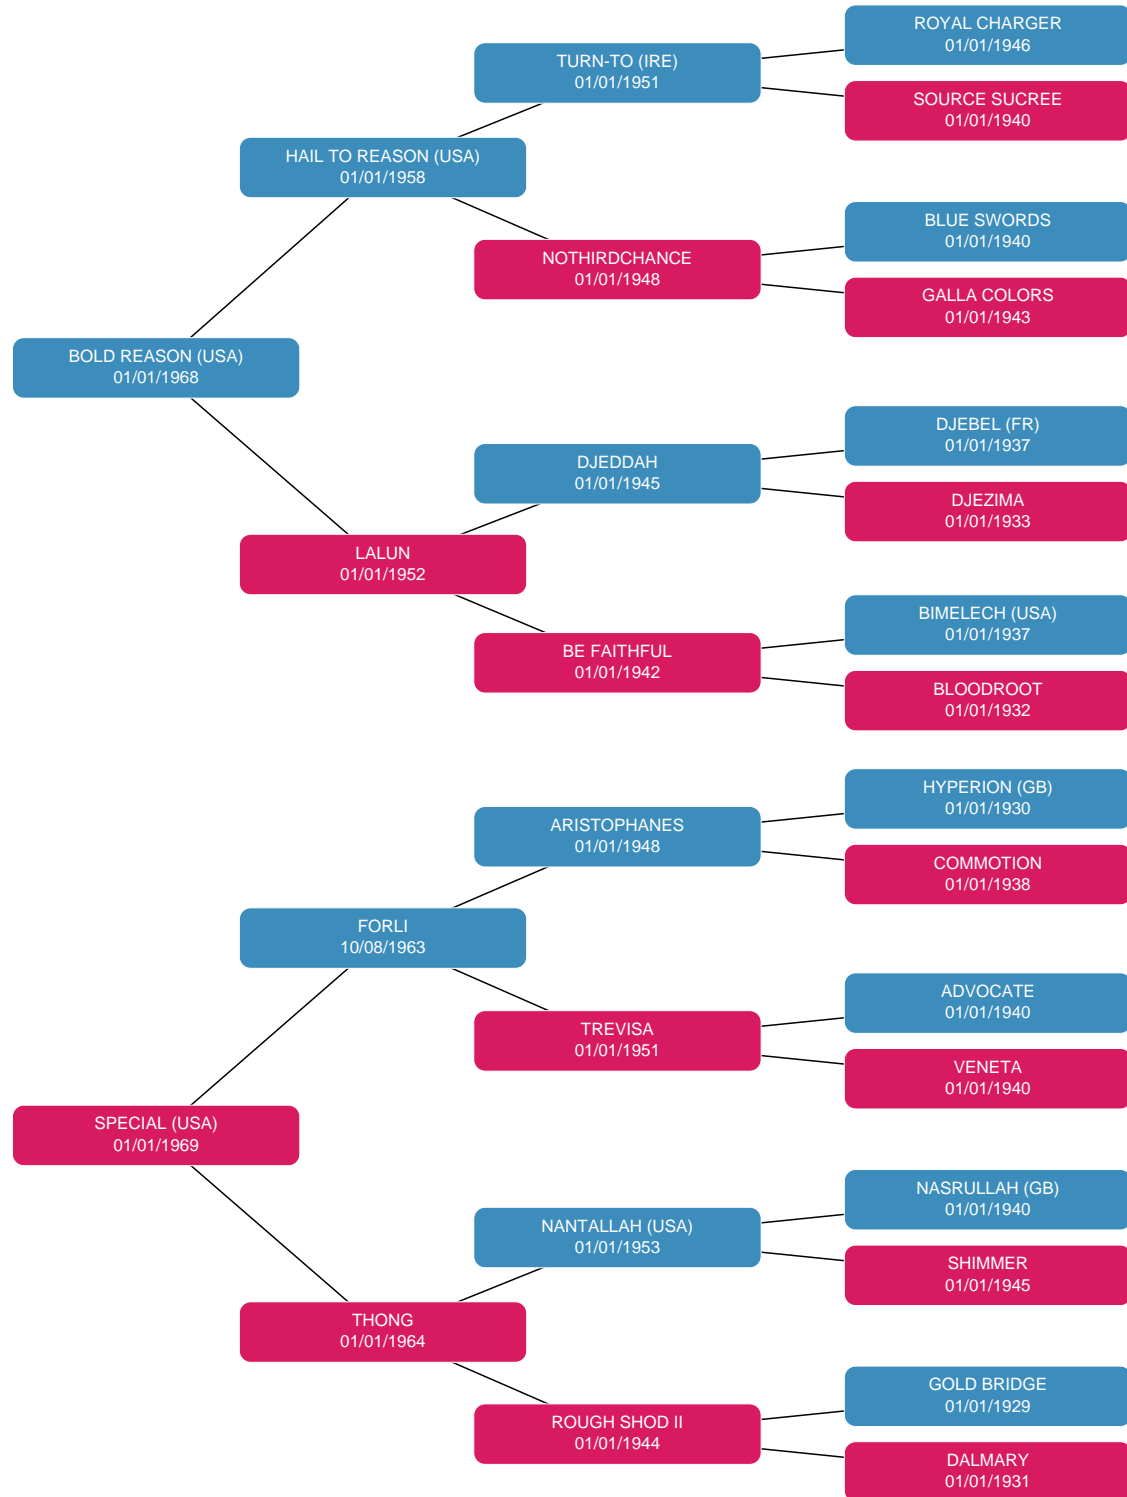 ROYAL CHARGER
01/01/1946
TURN-TO (IRE)
01/01/1951
SOURCE SUCREE
01/01/1940
HAIL TO REASON (USA)
01/01/1958
BLUE SWORDS
01/01/1940
NOTHIRDCHANCE
01/01/1948
GALLA COLORS
01/01/1943
BOLD REASON (USA)
01/01/1968
DJEBEL (FR)
01/01/1937
DJEDDAH
01/01/1945
DJEZIMA
01/01/1933
LALUN
01/01/1952
BIMELECH (USA)
01/01/1937
BE FAITHFUL
01/01/1942
BLOODROOT
01/01/1932
HYPERION (GB)
01/01/1930
ARISTOPHANES
01/01/1948
COMMOTION
01/01/1938
FORLI
10/08/1963
ADVOCATE
01/01/1940
TREVISA
01/01/1951
VENETA
01/01/1940
SPECIAL (USA)
01/01/1969
NASRULLAH (GB)
01/01/1940
NANTALLAH (USA)
01/01/1953
SHIMMER
01/01/1945
THONG
01/01/1964
GOLD BRIDGE
01/01/1929
ROUGH SHOD II
01/01/1944
DALMARY
01/01/1931